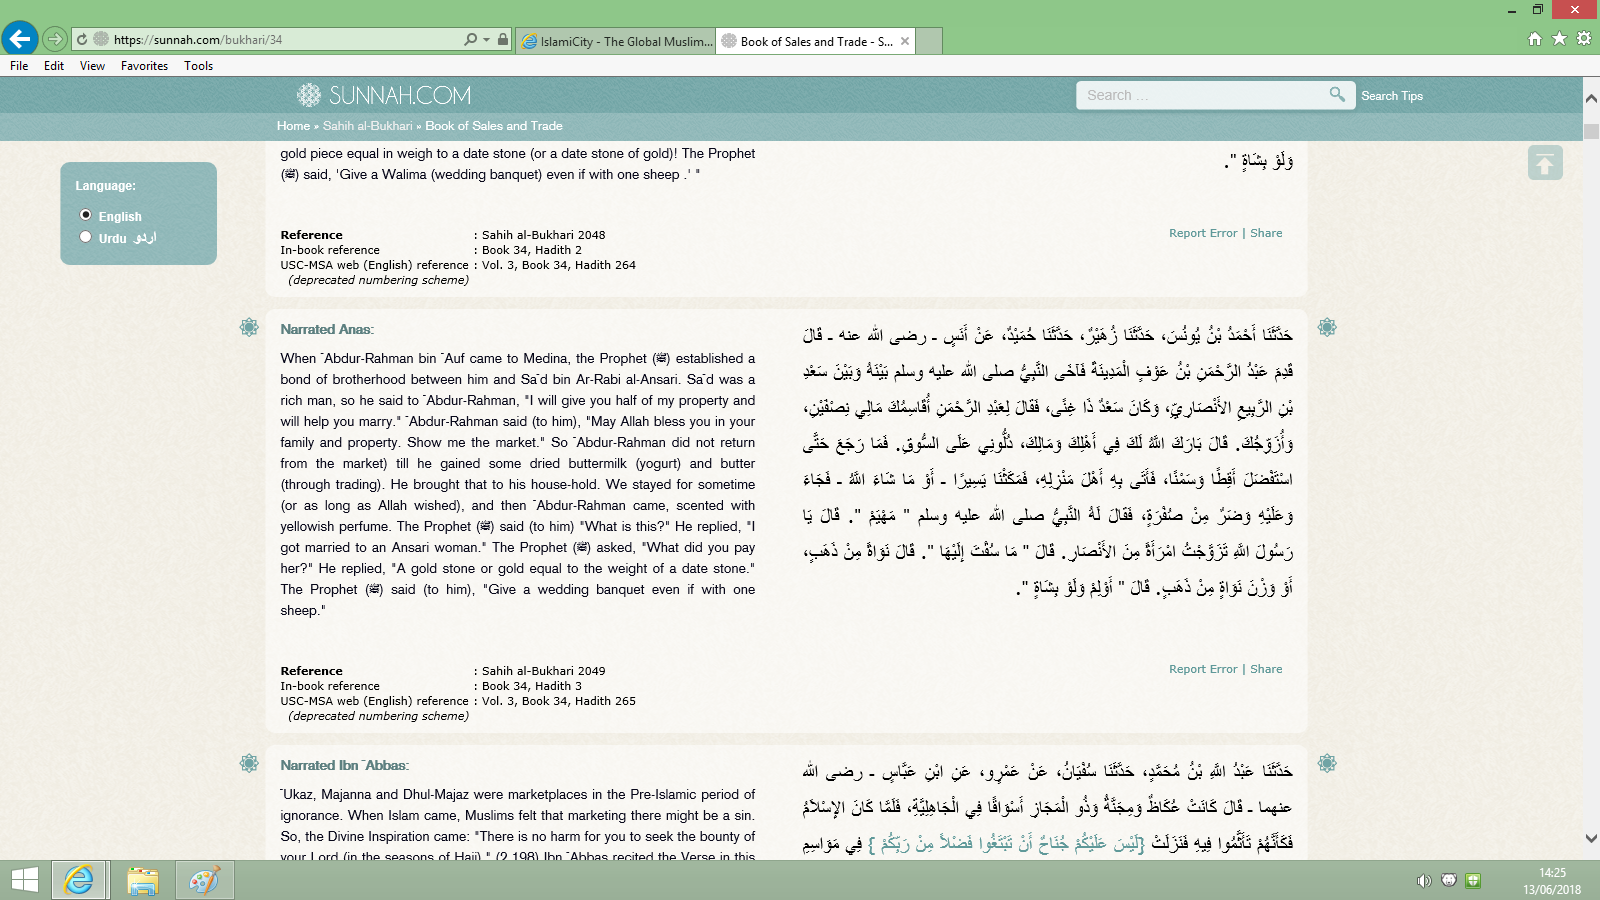 https://sunnah.com/bukhari/34
IslamiCity - The Global Muslim...
Book of Sales and Trade - S...
File Edit View Favorites Tools
SUNNAH.COM
Search ...
Search Tips
Home » Sahih al-Bukhari » Book of Sales and Trade
Language:
English
Urdu اردو
gold piece equal in weigh to a date stone (or a date stone of gold)! The Prophet
(ﷺ) said, 'Give a Walima (wedding banquet) even if with one sheep .' "
وَلَوْ بِشَاةٍ ".
Reference : Sahih al-Bukhari 2048
In-book reference : Book 34, Hadith 2
USC-MSA web (English) reference : Vol. 3, Book 34, Hadith 264
(deprecated numbering scheme)
Report Error | Share
Narrated Anas:
When ¯Abdur-Rahman bin ¯Auf came to Medina, the Prophet (ﷺ) established a
bond of brotherhood between him and Sa¯d bin Ar-Rabi al-Ansari. Sa¯d was a
rich man, so he said to ¯Abdur-Rahman, "I will give you half of my property and
will help you marry." ¯Abdur-Rahman said (to him), "May Allah bless you in your
family and property. Show me the market." So ¯Abdur-Rahman did not return
from the market) till he gained some dried buttermilk (yogurt) and butter
(through trading). He brought that to his house-hold. We stayed for sometime
(or as long as Allah wished), and then ¯Abdur-Rahman came, scented with
yellowish perfume. The Prophet (ﷺ) said (to him) "What is this?" He replied, "I
got married to an Ansari woman." The Prophet (ﷺ) asked, "What did you pay
her?" He replied, "A gold stone or gold equal to the weight of a date stone."
The Prophet (ﷺ) said (to him), "Give a wedding banquet even if with one
sheep."
حَدَّثَنَا أَحْمَدُ بْنُ يُونُسَ، حَدَّثَنَا زُهَيْرٌ، حَدَّثَنَا حُمَيْدٌ، عَنْ أَنَسٍ ـ رضى الله عنه ـ قَالَ
قَدِمَ عَبْدُ الرَّحْمَنِ بْنُ عَوْفٍ الْمَدِينَةَ فَآخَى النَّبِيُّ صلى الله عليه وسلم بَيْنَهُ وَبَيْنَ سَعْدِ
بْنِ الرَّبِيعِ الأَنْصَارِيِّ، وَكَانَ سَعْدٌ ذَا غِنًى، فَقَالَ لِعَبْدِ الرَّحْمَنِ أُقَاسِمُكَ مَالِي نِصْفَيْنِ،
وَأُزَوِّجُكَ. قَالَ بَارَكَ اللَّهُ لَكَ فِي أَهْلِكَ وَمَالِكَ، دُلُّونِي عَلَى السُّوقِ. فَمَا رَجَعَ حَتَّى
اسْتَفْضَلَ أَقِطًا وَسَمْنًا، فَأَتَى بِهِ أَهْلَ مَنْزِلِهِ، فَمَكَثْنَا يَسِيرًا ـ أَوْ مَا شَاءَ اللَّهُ ـ فَجَاءَ
وَعَلَيْهِ وَضَرٌ مِنْ صُفْرَةٍ، فَقَالَ لَهُ النَّبِيُّ صلى الله عليه وسلم " مَهْيَمْ ". قَالَ يَا
رَسُولَ اللَّهِ تَزَوَّجْتُ امْرَأَةً مِنَ الأَنْصَارِ. قَالَ " مَا سُقْتَ إِلَيْهَا ". قَالَ نَوَاةً مِنْ ذَهَبٍ،
أَوْ وَزْنَ نَوَاةٍ مِنْ ذَهَبٍ. قَالَ " أَوْلِمْ وَلَوْ بِشَاةٍ ".
Reference : Sahih al-Bukhari 2049
In-book reference : Book 34, Hadith 3
USC-MSA web (English) reference : Vol. 3, Book 34, Hadith 265
(deprecated numbering scheme)
Report Error | Share
Narrated Ibn ¯Abbas:
¯Ukaz, Majanna and Dhul-Majaz were marketplaces in the Pre-Islamic period of
ignorance. When Islam came, Muslims felt that marketing there might be a sin.
So, the Divine Inspiration came: "There is no harm for you to seek the bounty of
your Lord (in the seasons of Hajj)." (2.198) Ibn ¯Abbas recited the Verse in this
حَدَّثَنَا عَبْدُ اللَّهِ بْنُ مُحَمَّدٍ، حَدَّثَنَا سُفْيَانُ، عَنْ عَمْرٍو، عَنِ ابْنِ عَبَّاسٍ ـ رضى الله
عنهما ـ قَالَ كَانَتْ عُكَاظٌ وَمِجَنَّةُ وَذُو الْمَجَازِ أَسْوَاقًا فِي الْجَاهِلِيَّةِ، فَلَمَّا كَانَ الإِسْلاَمُ
فَكَأَنَّهُمْ تَأَثَّمُوا فِيهِ فَنَزَلَتْ {لَيْسَ عَلَيْكُمْ جُنَاحٌ أَنْ تَبْتَغُوا فَضْلاً مِنْ رَبِّكُمْ } فِي مَوَاسِمِ
14:25
13/06/2018